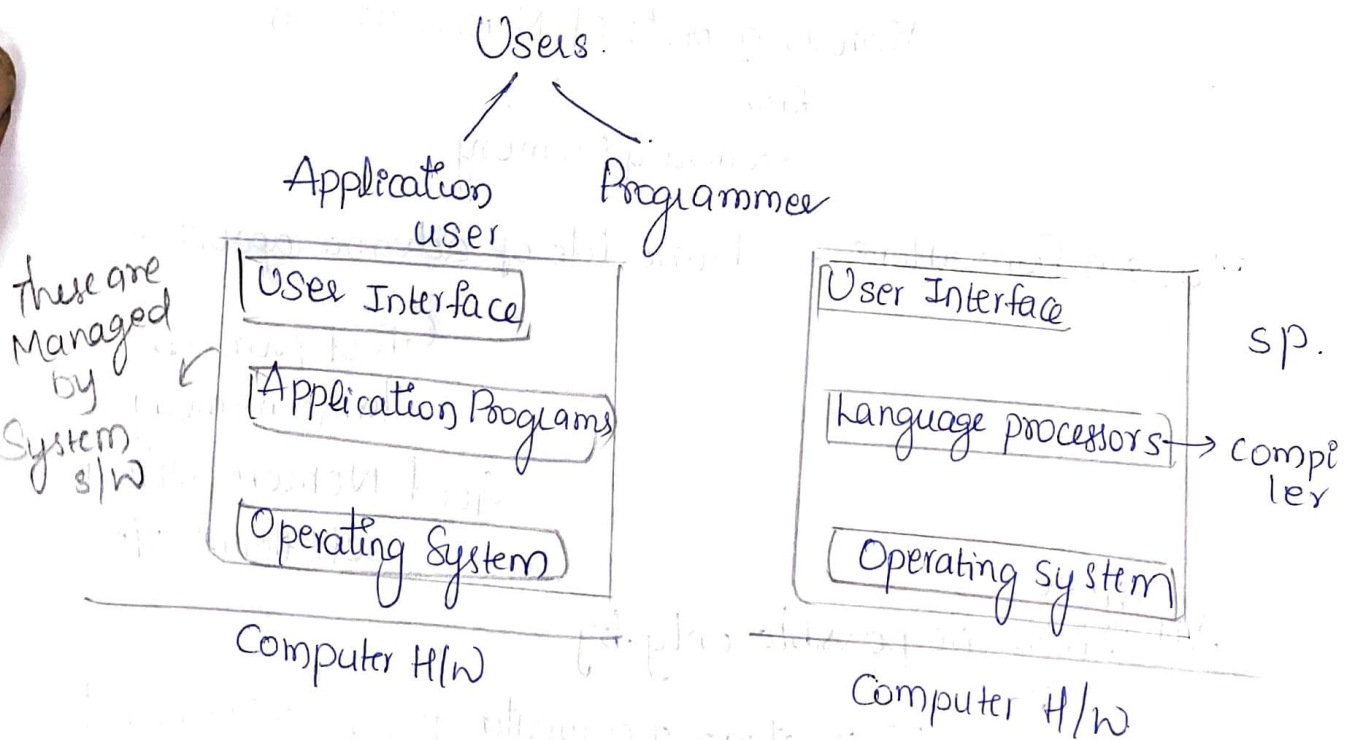 Users.
Application
user
Programmer
These are
Managed
by
System
S/W
User Interface
Application Programs
Operating System
Computer H/W
User Interface
Language processors → compi
ler
Operating system
SP.
Computer H/W